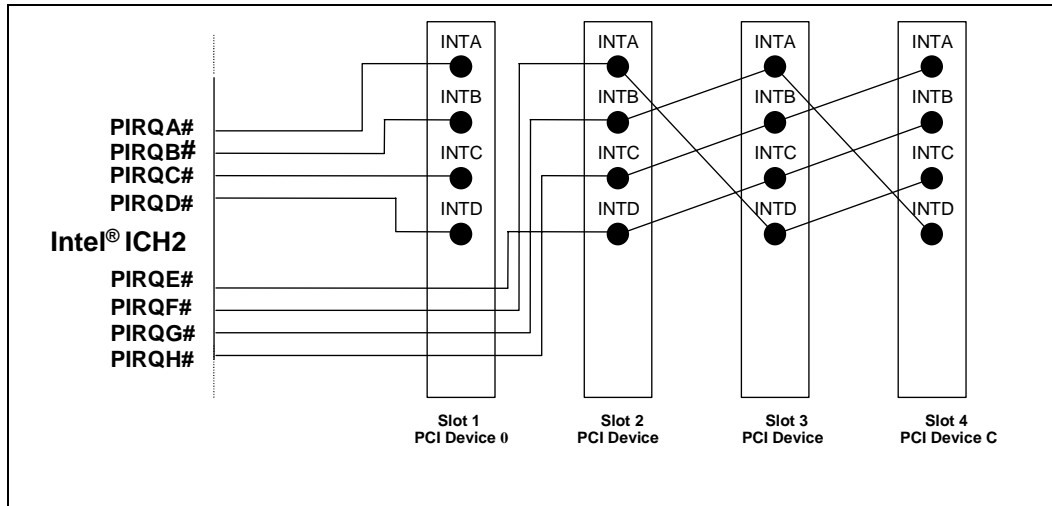 INTA INTA INTA INTA
INTB INTB INTB INTB
PIRQA#
PIRQB#
INTC INTC INTC INTC
PIRQC#
PIRQD#
INTD INTD INTD INTD
Intel® ICH2
PIRQE#
PIRQF#
PIRQG#
PIRQH#
Slot 1 Slot 2 Slot 3 Slot 4
PCI Device 0 PCI Device PCI Device PCI Device C